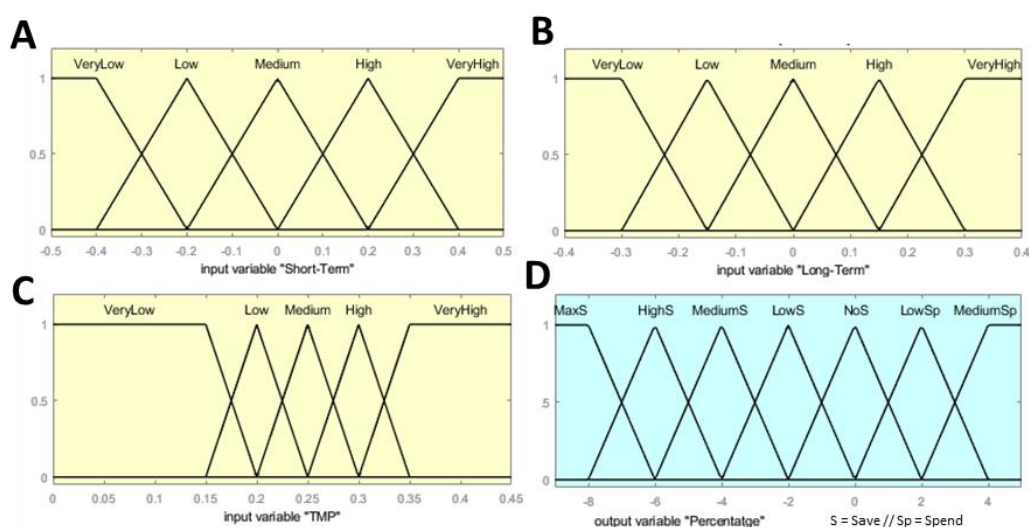 A
VeryLow Low Medium High VeryHigh
1
0.5
0
-0.5 -0.4 -0.3 -0.2 -0.1 0 0.1 0.2 0.3 0.4 0.5
input variable "Short-Term"
B
VeryLow Low Medium High VeryHigh
1
0.5
0
-0.4 -0.3 -0.2 -0.1 0 0.1 0.2 0.3 0.4
input variable "Long-Term"
C
VeryLow Low Medium High VeryHigh
1
0.5
0
0 0.05 0.1 0.15 0.2 0.25 0.3 0.35 0.4 0.45
input variable "TMP"
D
MaxS HighS MediumS LowS NoS LowSp MediumSp
1
.5
0
-8 -6 -4 -2 0 2 4
output variable "Percentatge" S = Save // Sp = Spend